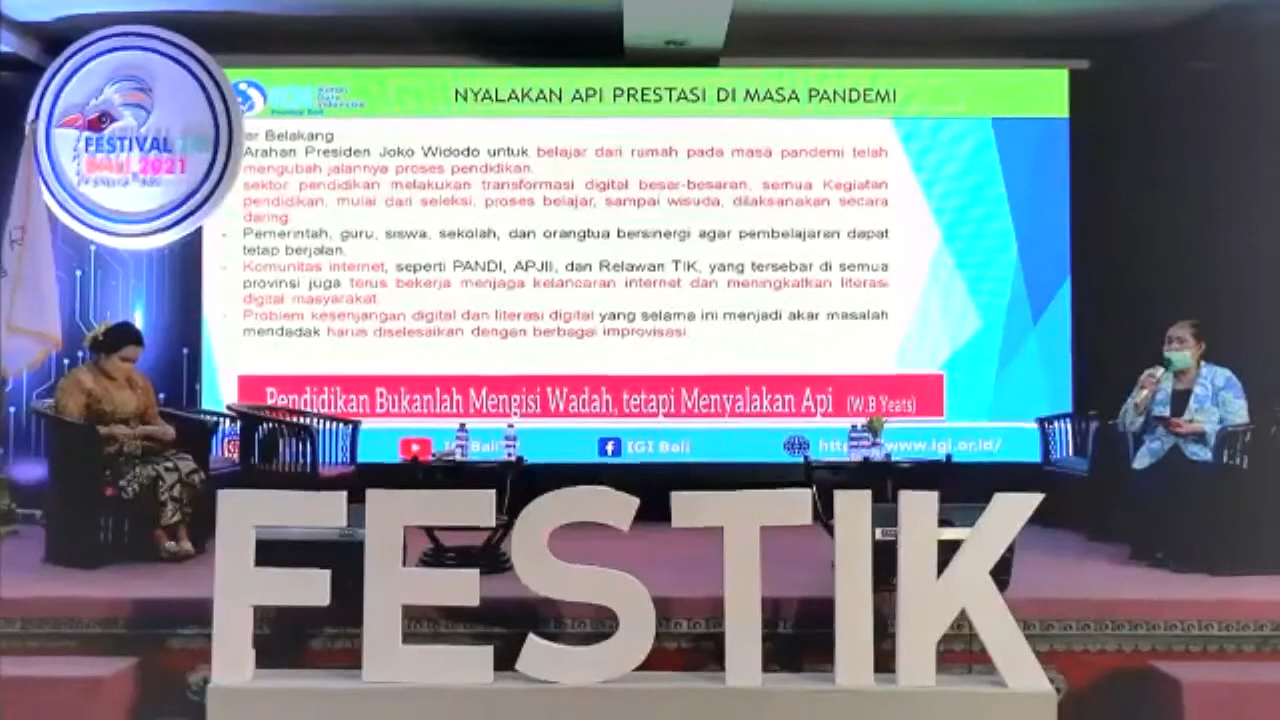 FESTIVAL
BALI 2021
NYALAKAN API PRESTASI DI MASA PANDEMI
ar Belakang
Arahan Presiden Joko Widodo untuk belajar dari rumah pada masa pandemi telah
mengubah jalannya proses pendidikan.
sektor pendidikan melakukan transformasi digital besar-besaran, semua Kegiatan
pendidikan, mulai dari seleksi, proses belajar, sampai wisuda, dilaksanakan secara
daring.
- Pemerintah, guru, siswa, sekolah, dan orangtua bersinergi agar pembelajaran dapat
tetap berjalan.
- Komunitas internet, seperti PANDI, APJII, dan Relawan TIK, yang tersebar di semua
provinsi juga terus bekerja menjaga kelancaran internet dan meningkatkan literasi
digital masyarakat.
- Problem kesenjangan digital dan literasi digital yang selama ini menjadi akar masalah
mendadak harus diselesaikan dengan berbagai improvisasi.
Pendidikan Bukanlah Mengisi Wadah, tetapi Menyalakan Api (W.B Yeats)
IGI Bali
IGI Bali
www.igi.or.id/
FESTIK